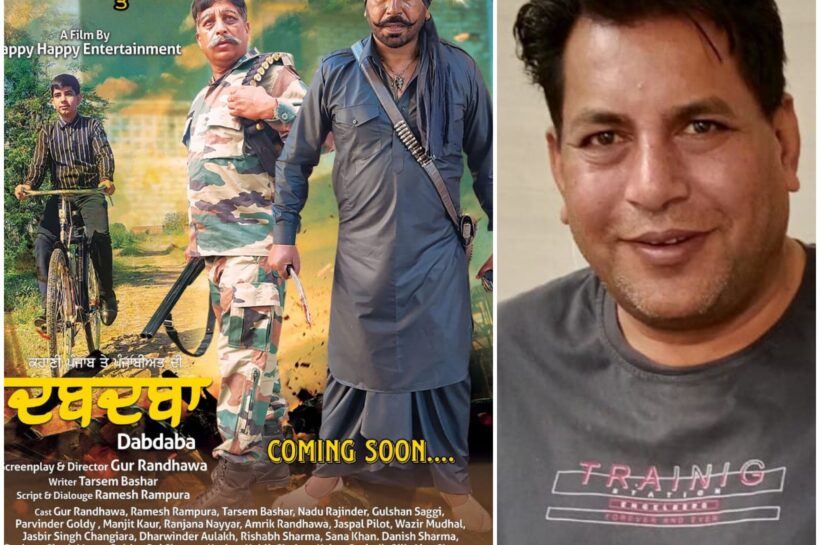 A Film By
appy Happy Entertainment
ਕਹਾਣੀ ਪੰਜਾਬ ਤੇ ਪੰਜਾਬੀਅਤ ਦੀ
ਦਬਦਬਾ
Dabdaba
COMING SOON....
creenplay & Director Gur Randhawa
Writer Tarsem Bashar
Script & Dialouge Ramesh Rampura
Cast Gur Randhawa, Ramesh Rampura, Tarsem Bashar, Nadu Rajinder, Gulshan Saggi,
Parvinder Goldy, Manjit Kaur, Ranjana Nayyar, Amrik Randhawa, Jaspal Pilot, Wazir Mudhal,
Jasbir Singh Changiara, Dharwinder Aulakh, Rishabh Sharma, Sana Khan. Danish Sharma,
TRAINIG
STATION
ENGELBERG
FOREVER AND EVER